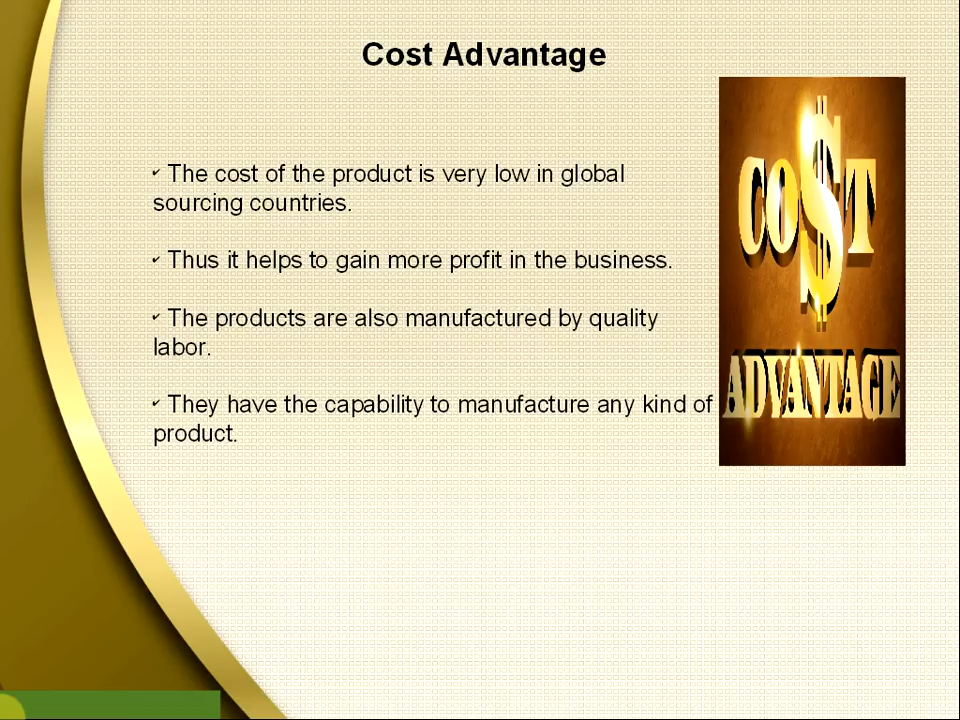 Cost Advantage
✔ The cost of the product is very low in global
sourcing countries.
✔ Thus it helps to gain more profit in the business.
✔ The products are also manufactured by quality
labor.
✔ They have the capability to manufacture any kind of
product.
CO$T
ADVANTAGE